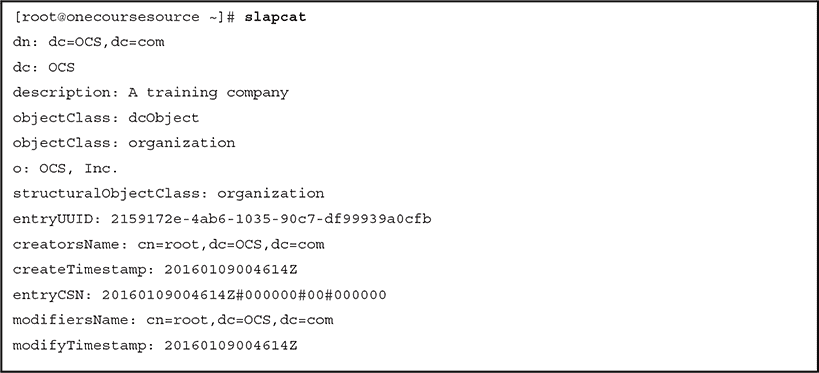 [root@onecoursesource ~]# slapcat
dn: dc=OCS,dc=com
dc: OCS
description: A training company
objectClass: dcObject
objectClass: organization
o: OCS, Inc.
structuralObjectClass: organization
entryUUID: 2159172e-4ab6-1035-90c7-df99939a0cfb
creatorsName: cn=root,dc=OCS,dc=com
createTimestamp: 20160109004614Z
entryCSN: 20160109004614Z#000000#00#000000
modifiersName: cn=root,dc=OCS,dc=com
modifyTimestamp: 20160109004614Z